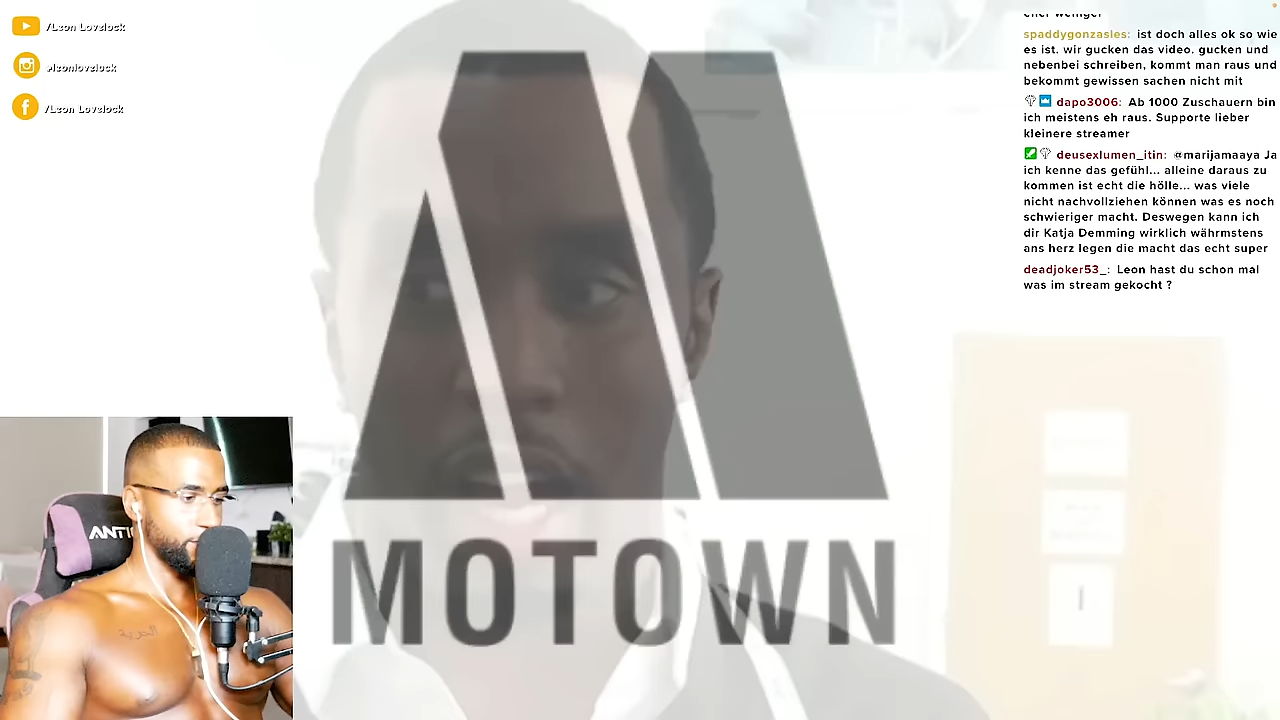 /Leon Lovelock
/leonlovelock
/Leon Lovelock
spaddygonzasles: ist doch alles ok so wie
es ist. wir gucken das video. gucken und
nebenbei schreiben, kommt man raus und
bekommt gewissen sachen nicht mit
dapo3006: Ab 1000 Zuschauern bin
ich meistens eh raus. Supporte lieber
kleinere streamer
deusexlumen_itin: @marijamaaya Ja
ich kenne das gefühl... alleine daraus zu
kommen ist echt die hölle... was viele
nicht nachvollziehen können was es noch
schwieriger macht. Deswegen kann ich
dir Katja Demming wirklich währmstens
ans herz legen die macht das echt super
deadjoker53_: Leon hast du schon mal
was im stream gekocht ?
MOTOWN
الحرية